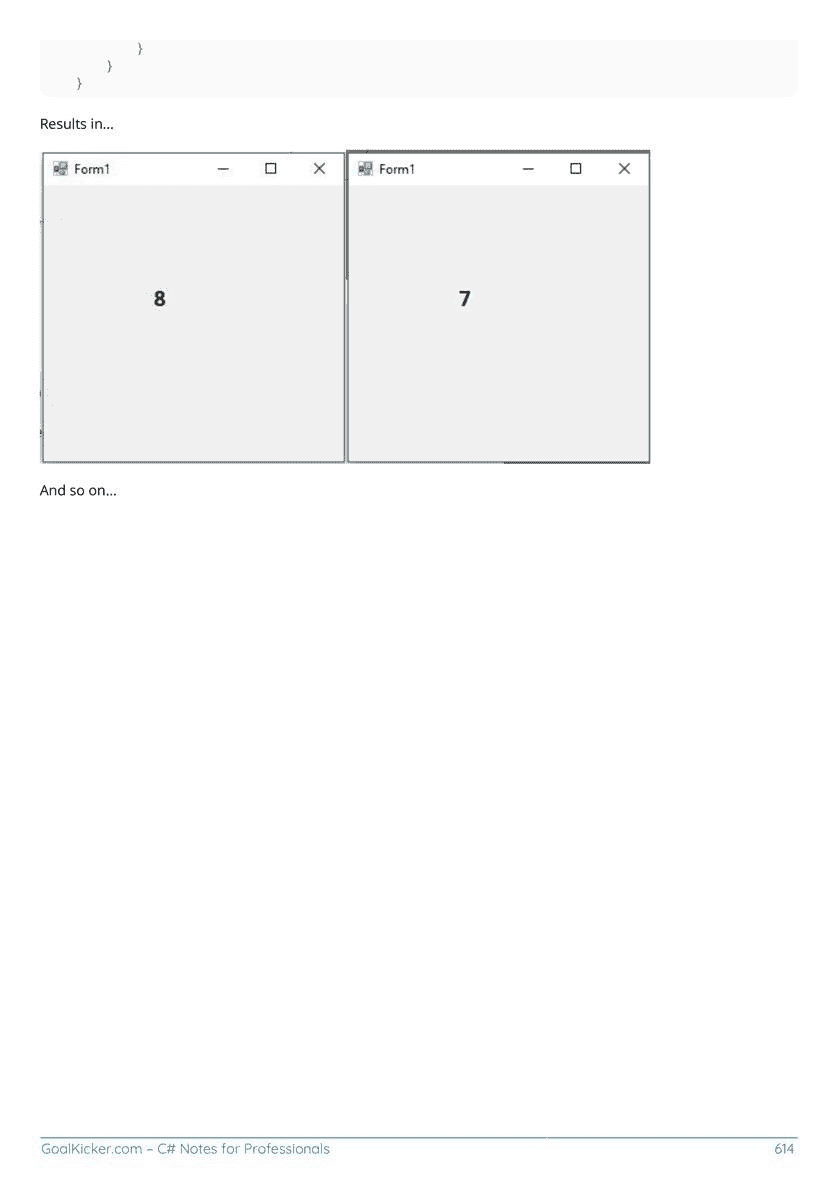 }
}
}
Results in...
Form1 Form1
8 7
And so on...
GoalKicker.com – C# Notes for Professionals 614